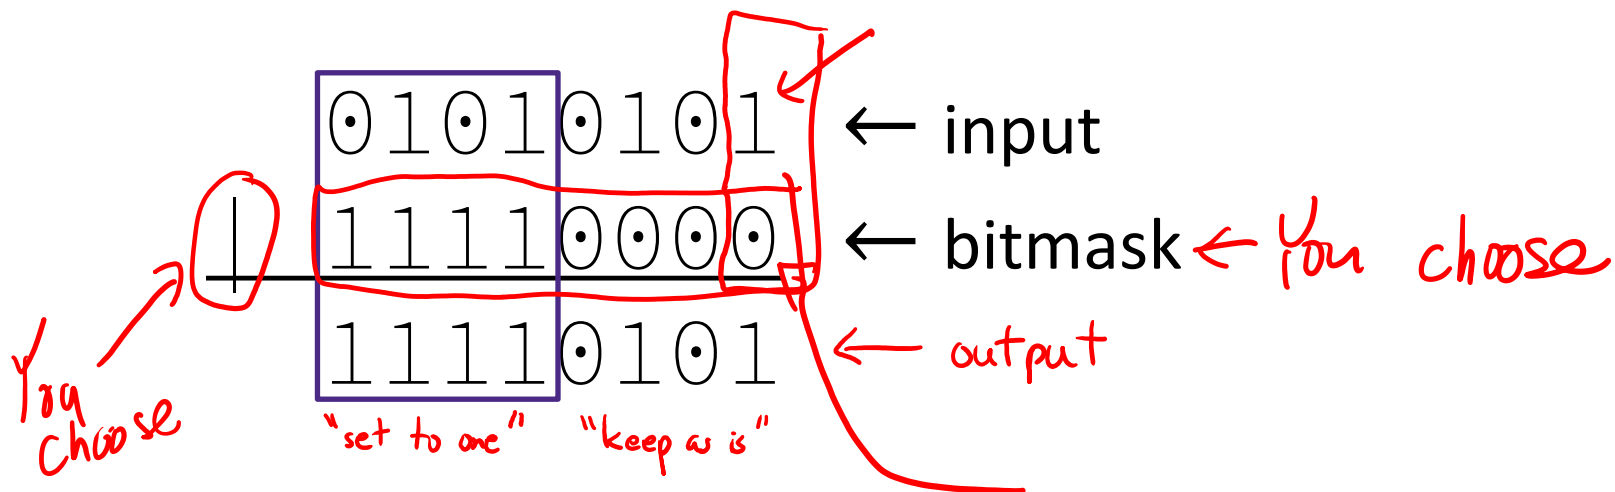 01010101 ← input
| 11110000 ← bitmask ← You choose
11110101 ← output
You choose
"set to one" "keep as is"